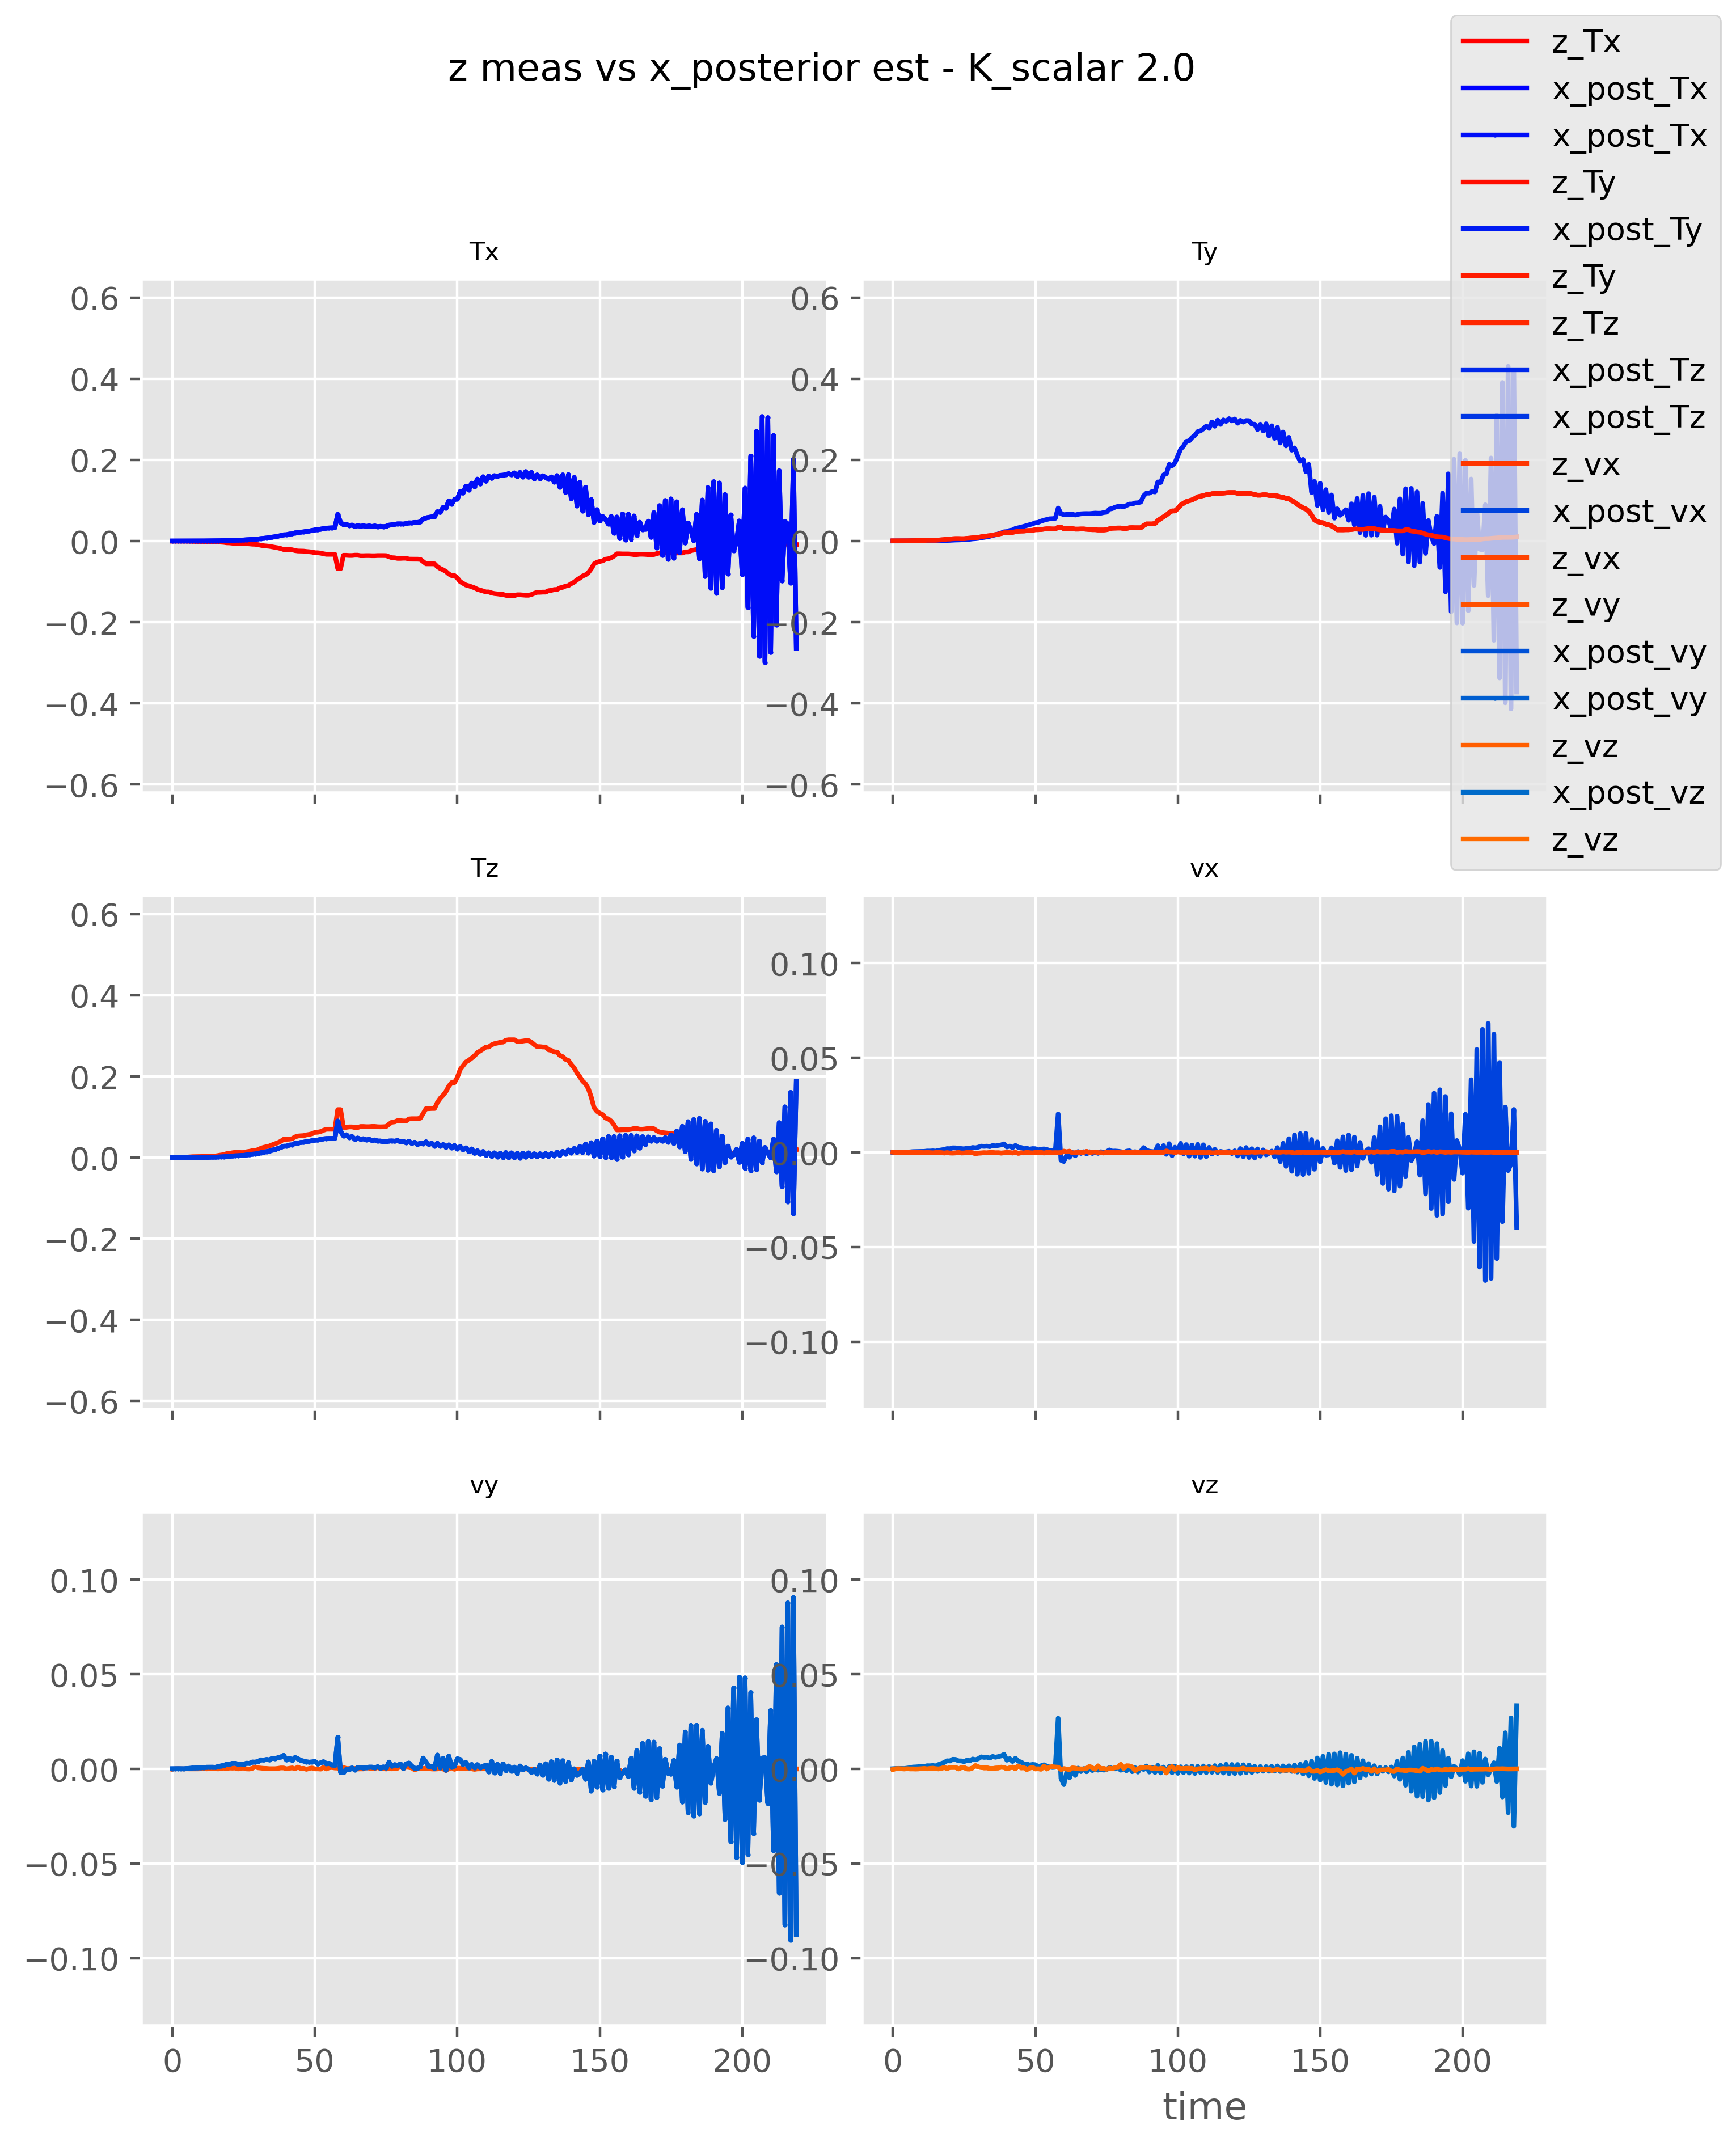 z meas vs x_posterior est - K_scalar 2.0
z_Tx
x_post_Tx
x_post_Tx
z_Ty
x_post_Ty
z_Ty
z_Tz
x_post_Tz
x_post_Tz
z_vx
x_post_vx
z_vx
z_vy
x_post_vy
x_post_vy
z_vz
x_post_vz
z_vz
Tx
0.6
0.4
0.2
0.0
−0.2
−0.4
−0.6
Ty
0.6
0.4
0.2
0.0
−0.2
−0.4
−0.6
Tz
0.6
0.4
0.2
0.0
−0.2
−0.4
−0.6
vx
0.10
0.05
0.00
−0.05
−0.10
vy
0.10
0.05
0.00
−0.05
−0.10
0 50 100 150 200
vz
0.10
0.05
0.00
−0.05
−0.10
0 50 100 150 200
time